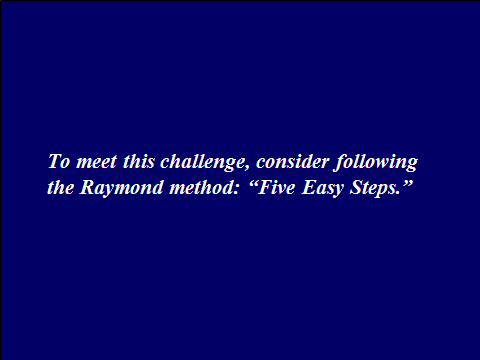 To meet this challenge, consider following
the Raymond method: “Five Easy Steps.”